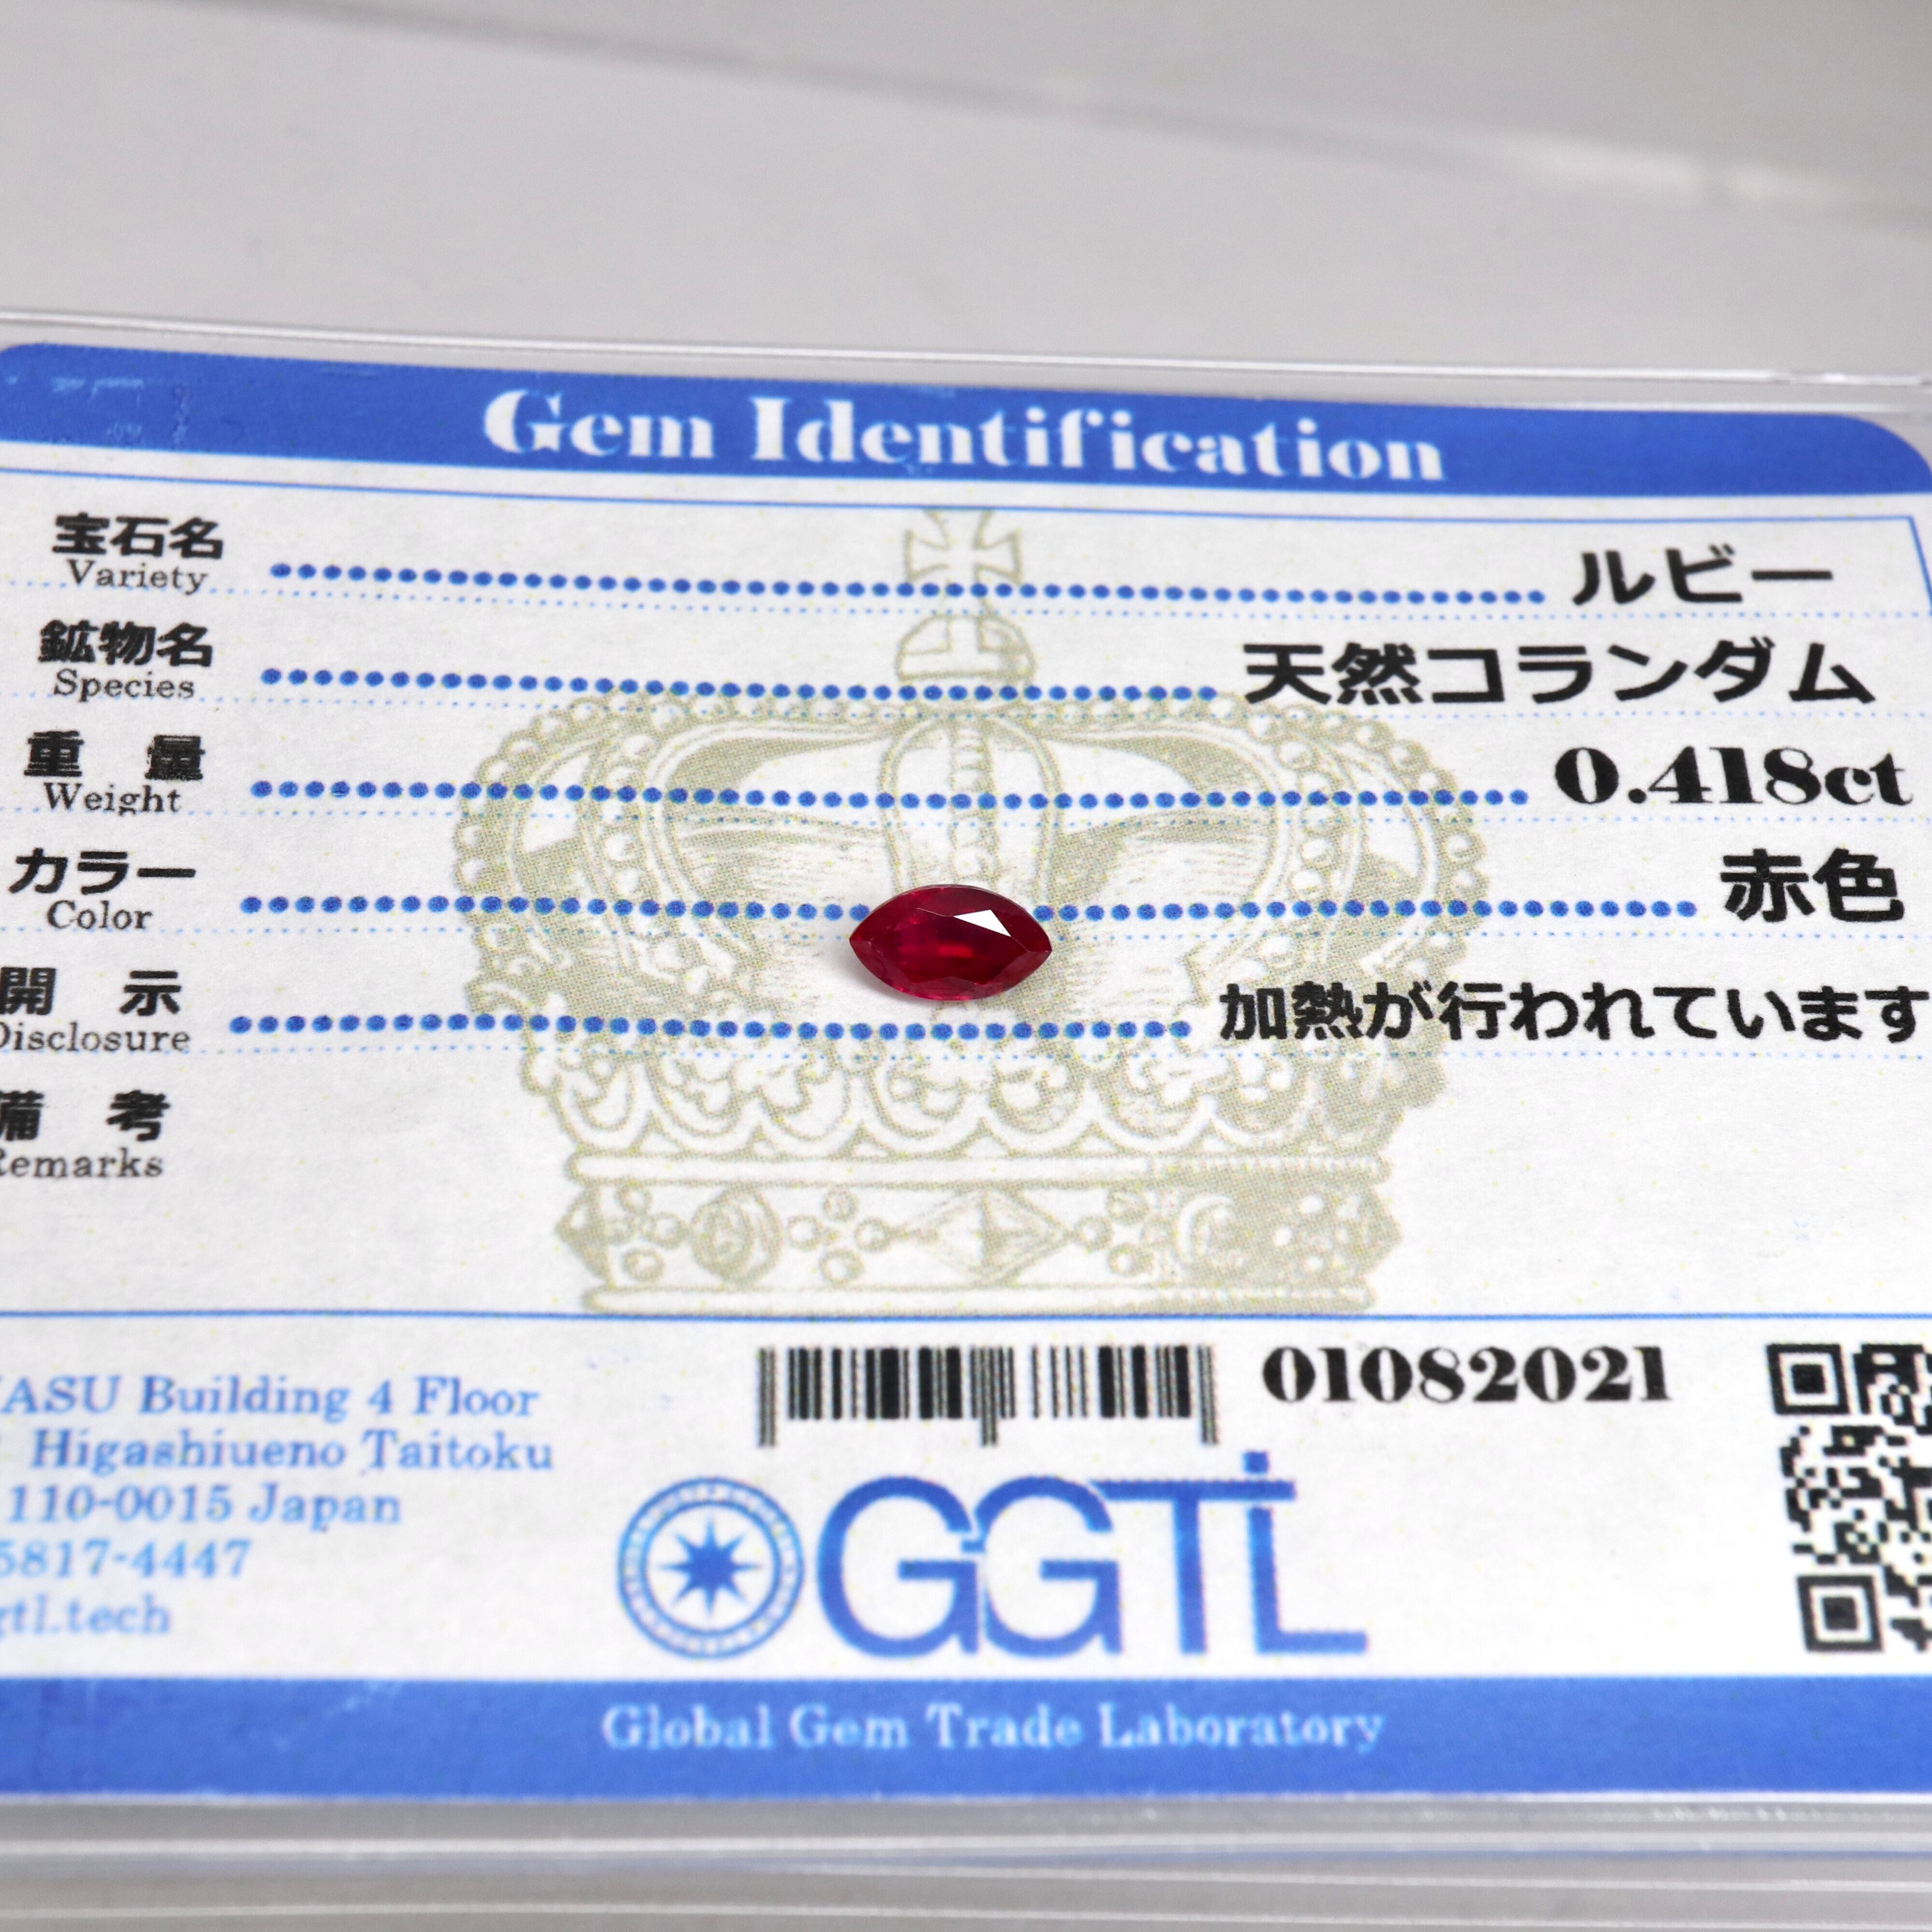 Gem Identification
宝石名 ルビー
Variety
鉱物名 天然コランダム
Species
重量 0.418ct
Weight
カラー 赤色
Color
開示 加熱が行われています
Disclosure
備考
Remarks
01082021
ASU Building 4 Floor
Higashiueno Taitoku
110-0015 Japan
5817-4447
gtl.tech
GGTL
Global Gem Trade Laboratory